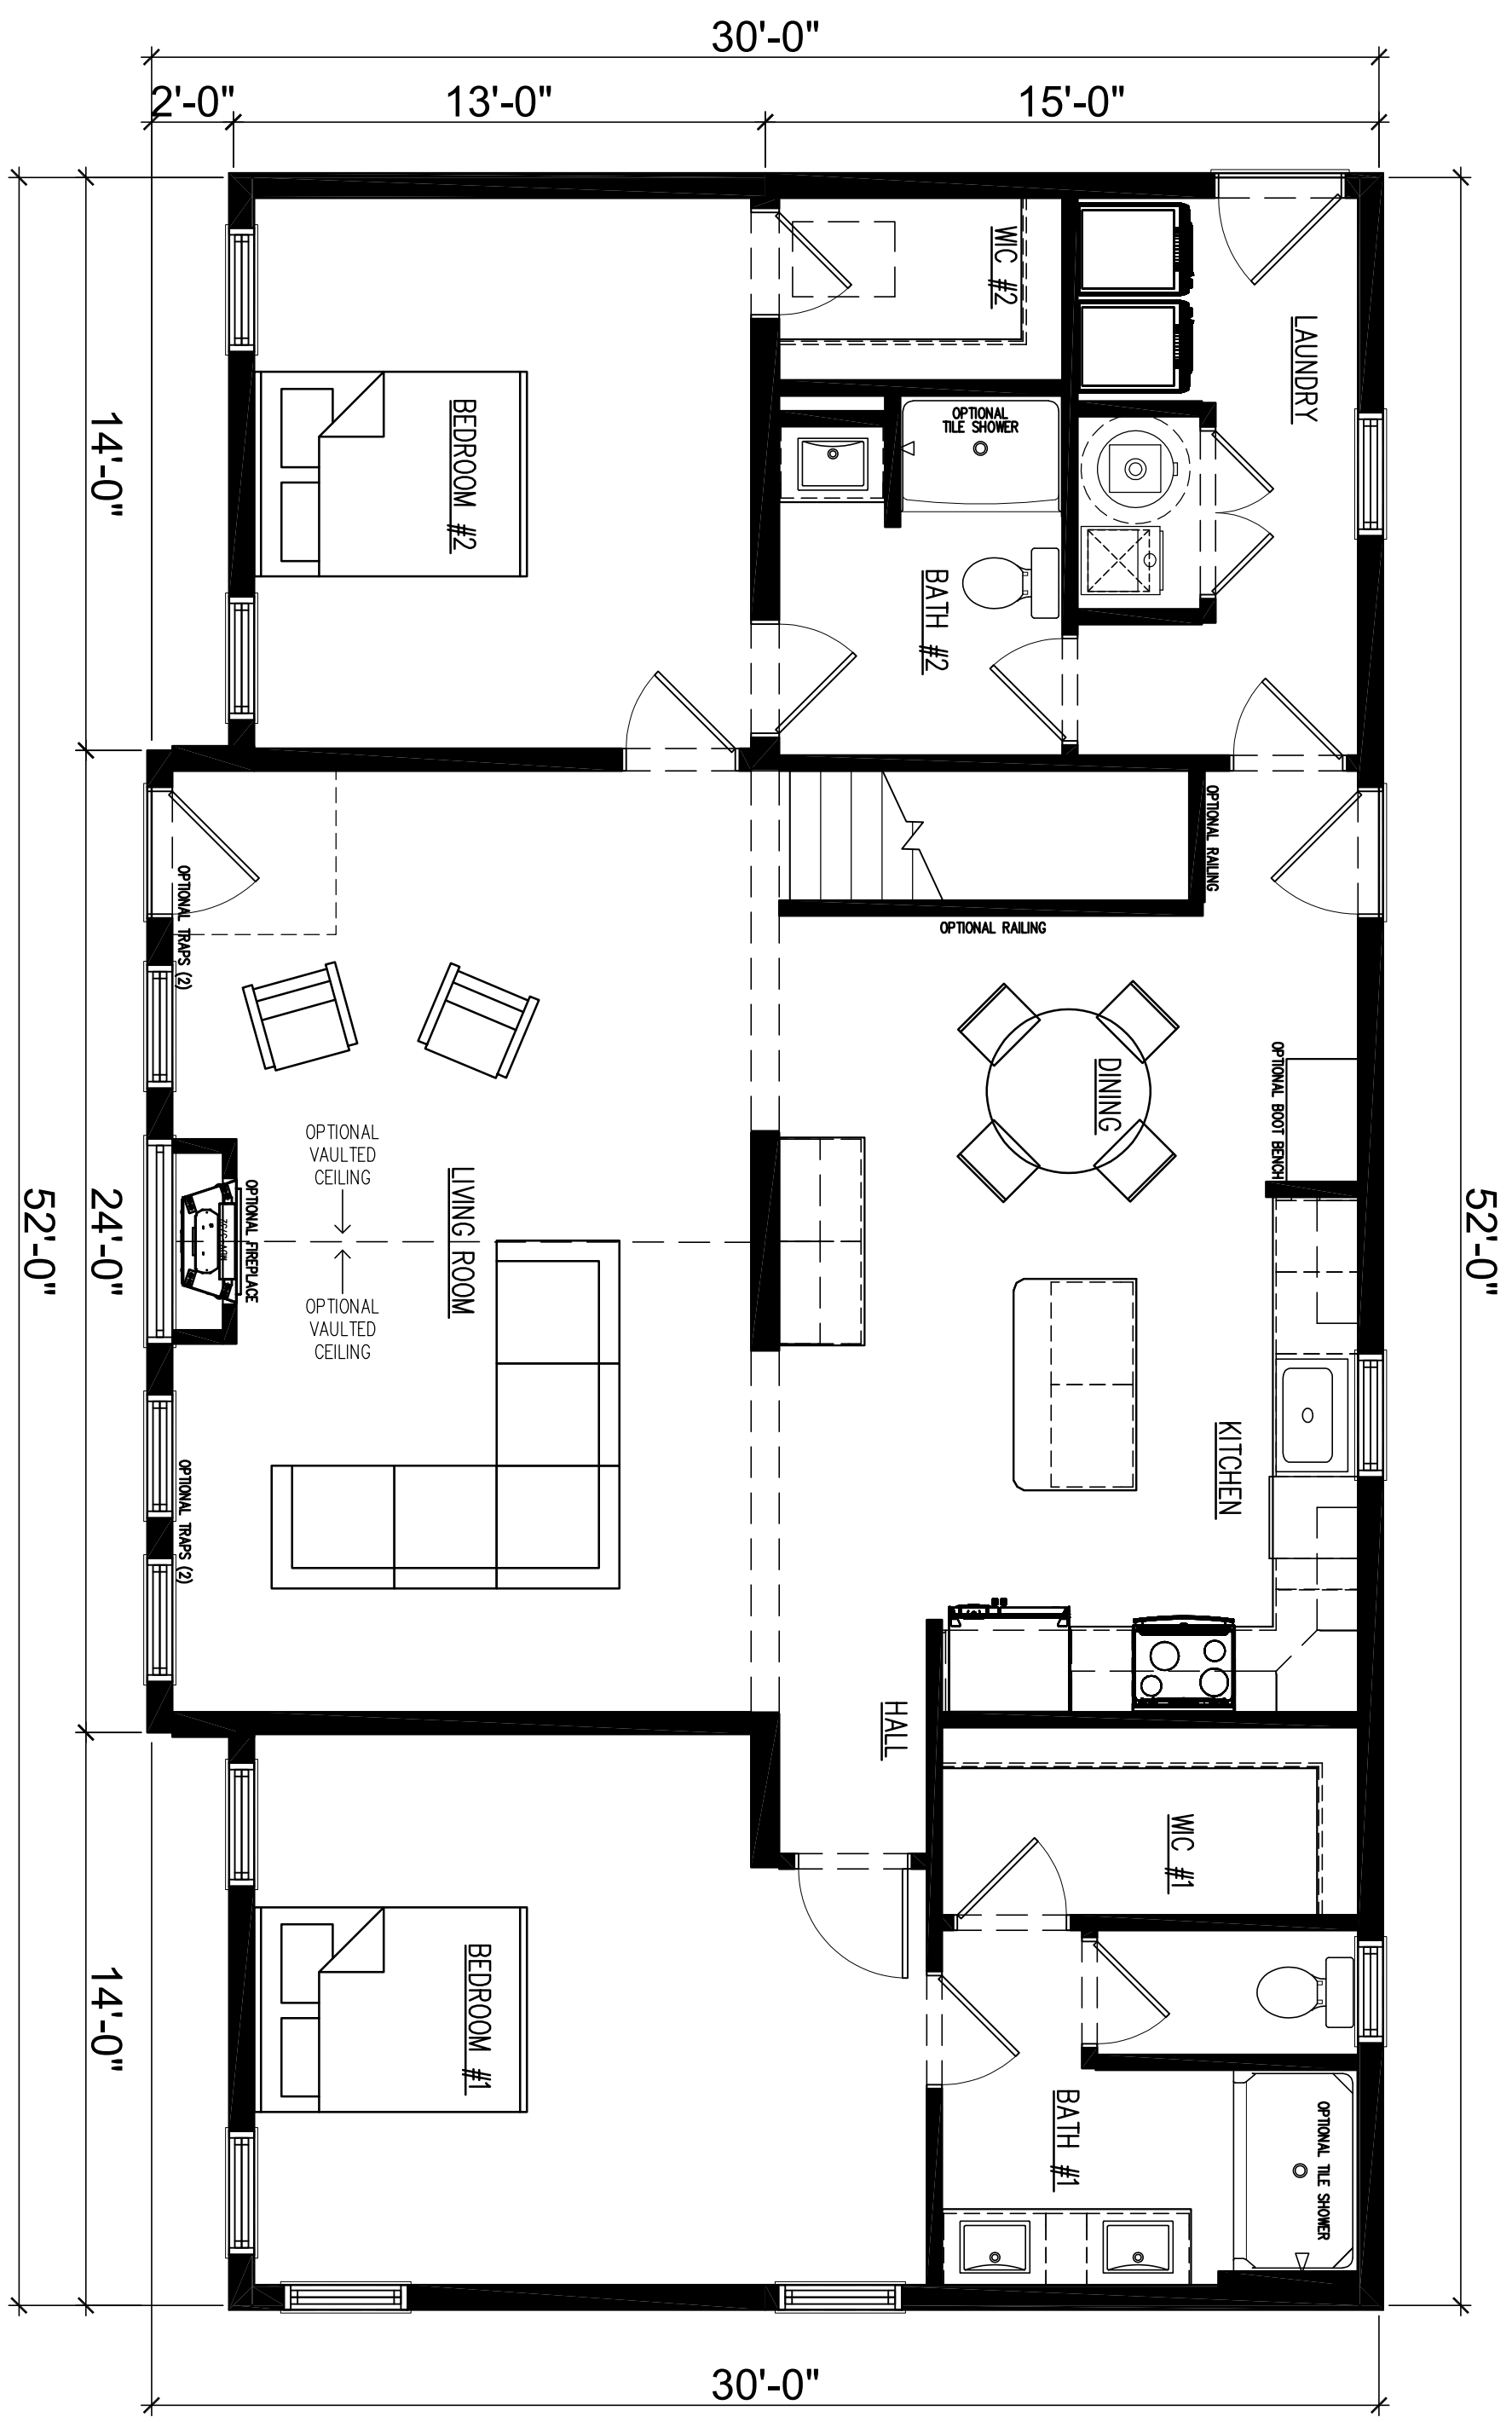 30'-0"
2'-0"
13'-0"
15'-0"
WIC #2
LAUNDRY
OPTIONAL
TILE SHOWER
BEDROOM #2
14'-0"
BATH #2
OPTIONAL RAILING
OPTIONAL TRAPS (2)
OPTIONAL RAILING
DINING
OPTIONAL BOOT BENCH
OPTIONAL
VAULTED
CEILING
LIVING ROOM
OPTIONAL FIREPLACE
52'-0"
24'-0"
52'-0"
OPTIONAL
VAULTED
CEILING
KITCHEN
OPTIONAL TRAPS (2)
HALL
WIC #1
BEDROOM #1
14'-0"
BATH #1
OPTIONAL TILE SHOWER
30'-0"